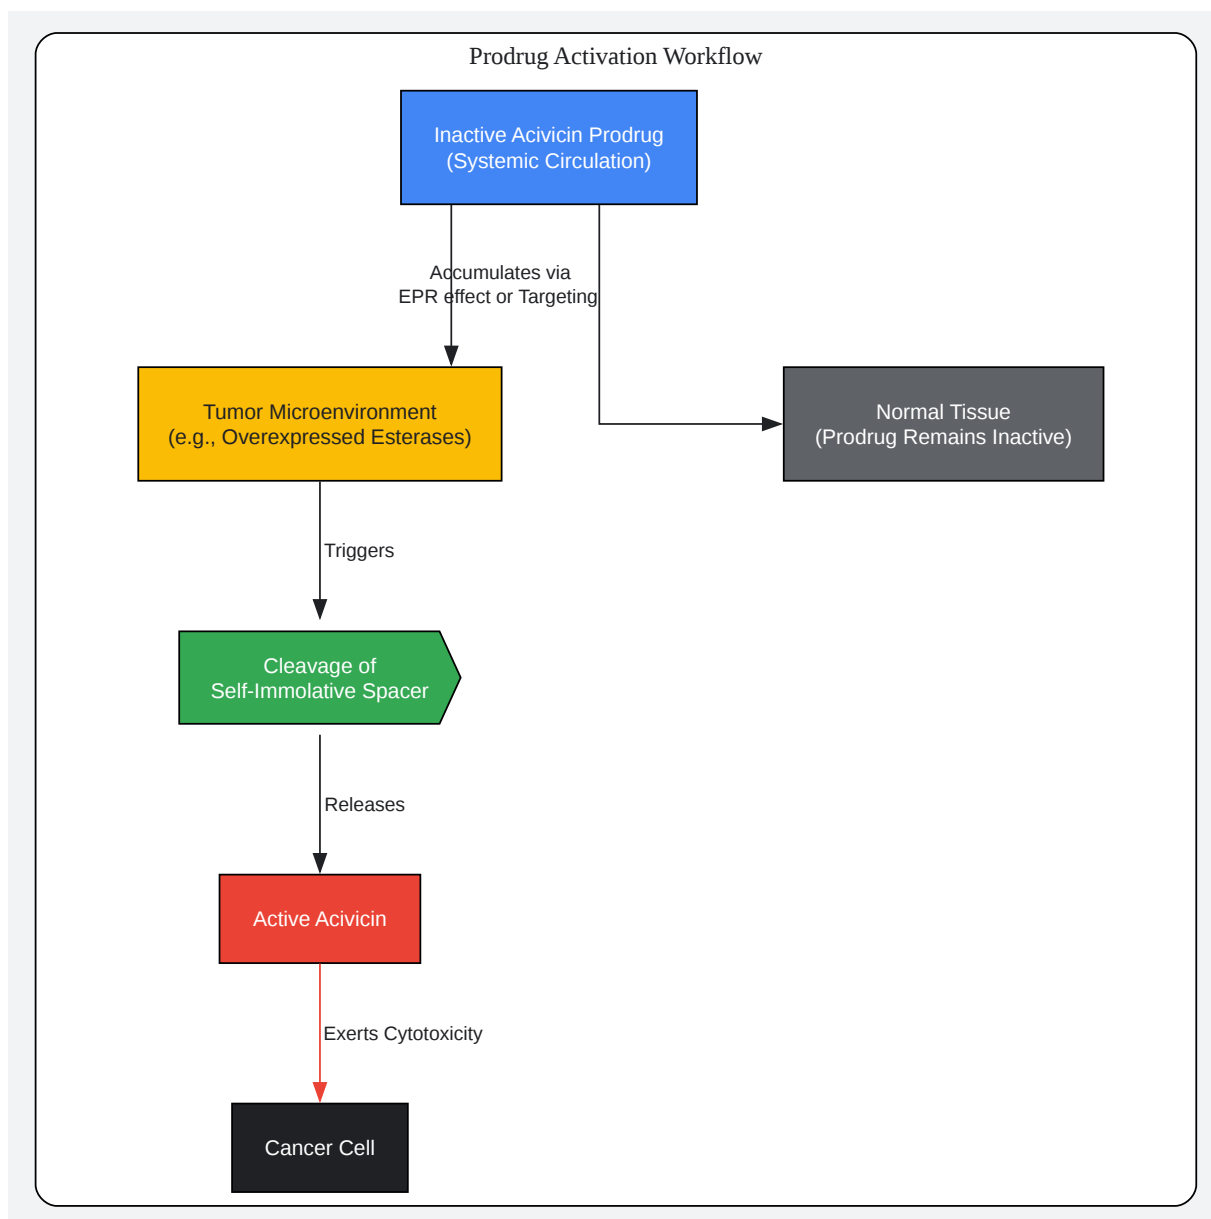 Prodrug Activation Workflow
Inactive Acivicin Prodrug
(Systemic Circulation)
Accumulates via
EPR effect or Targeting
Tumor Microenvironment
(e.g., Overexpressed Esterases)
Normal Tissue
(Prodrug Remains Inactive)
Triggers
Cleavage of
Self-Immolative Spacer
Releases
Active Acivicin
Exerts Cytotoxicity
Cancer Cell